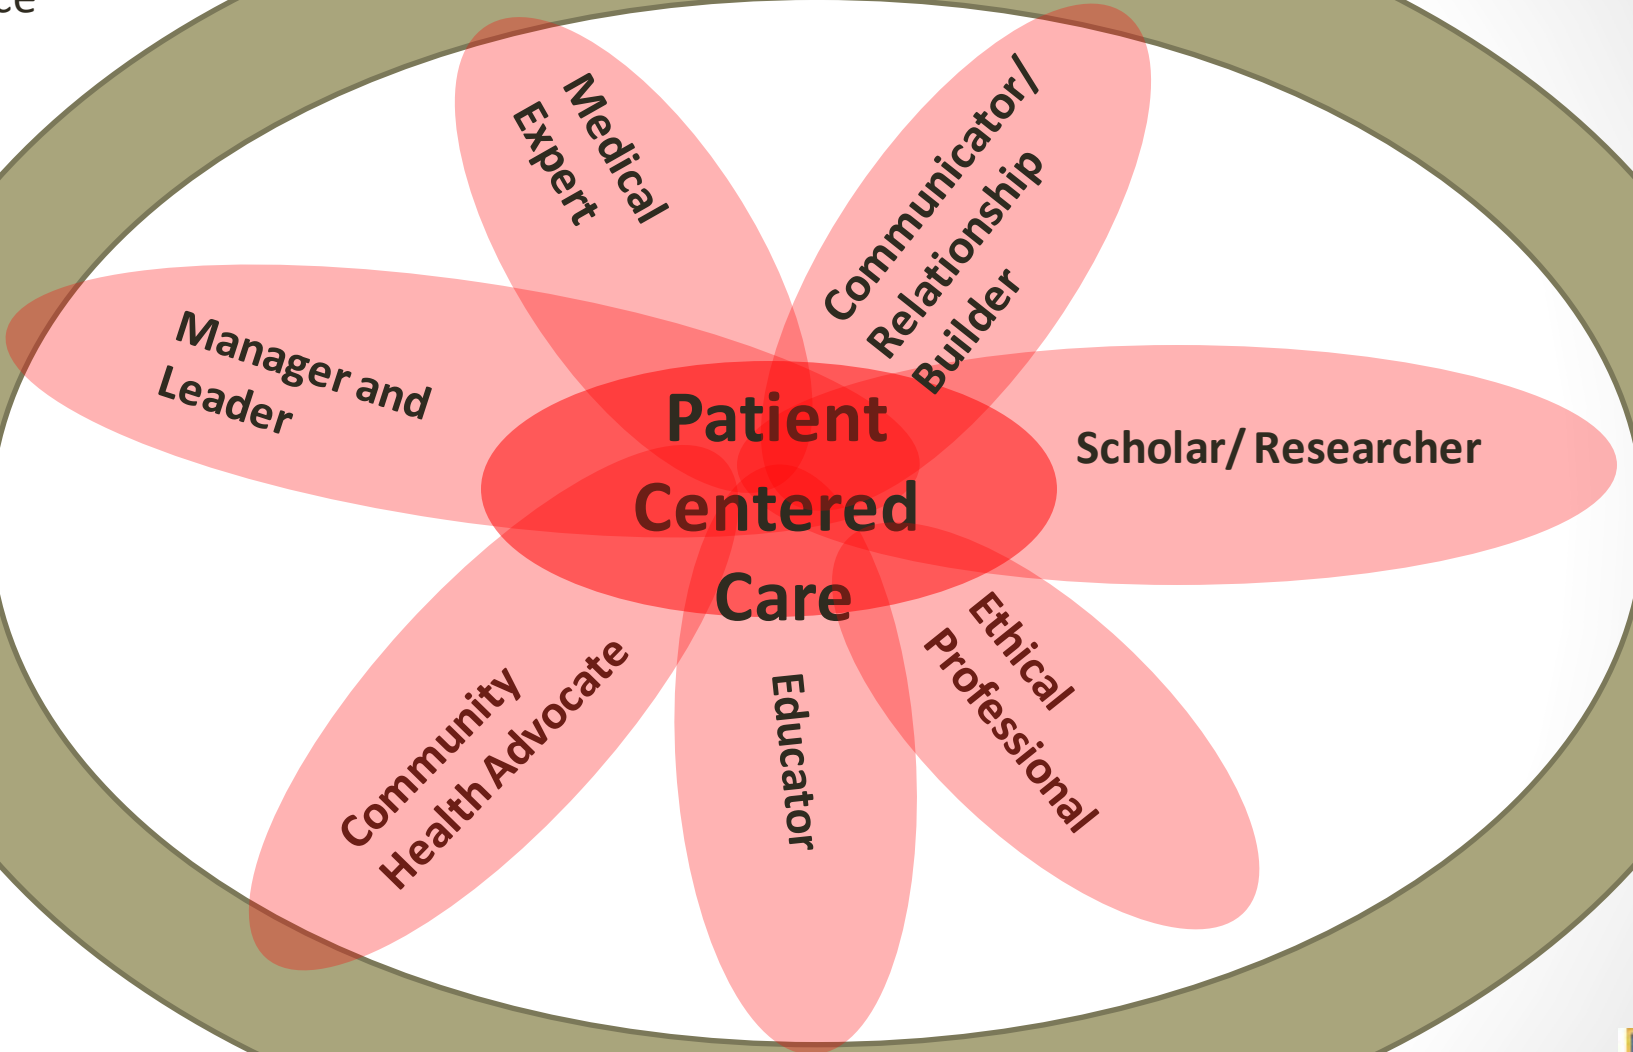 Medical
Expert
Communicator/
Relationship
Builder
Manager and
Leader
Scholar/ Researcher
Patient
Centered
Care
Ethical
Professional
Community
Health Advocate
Educator